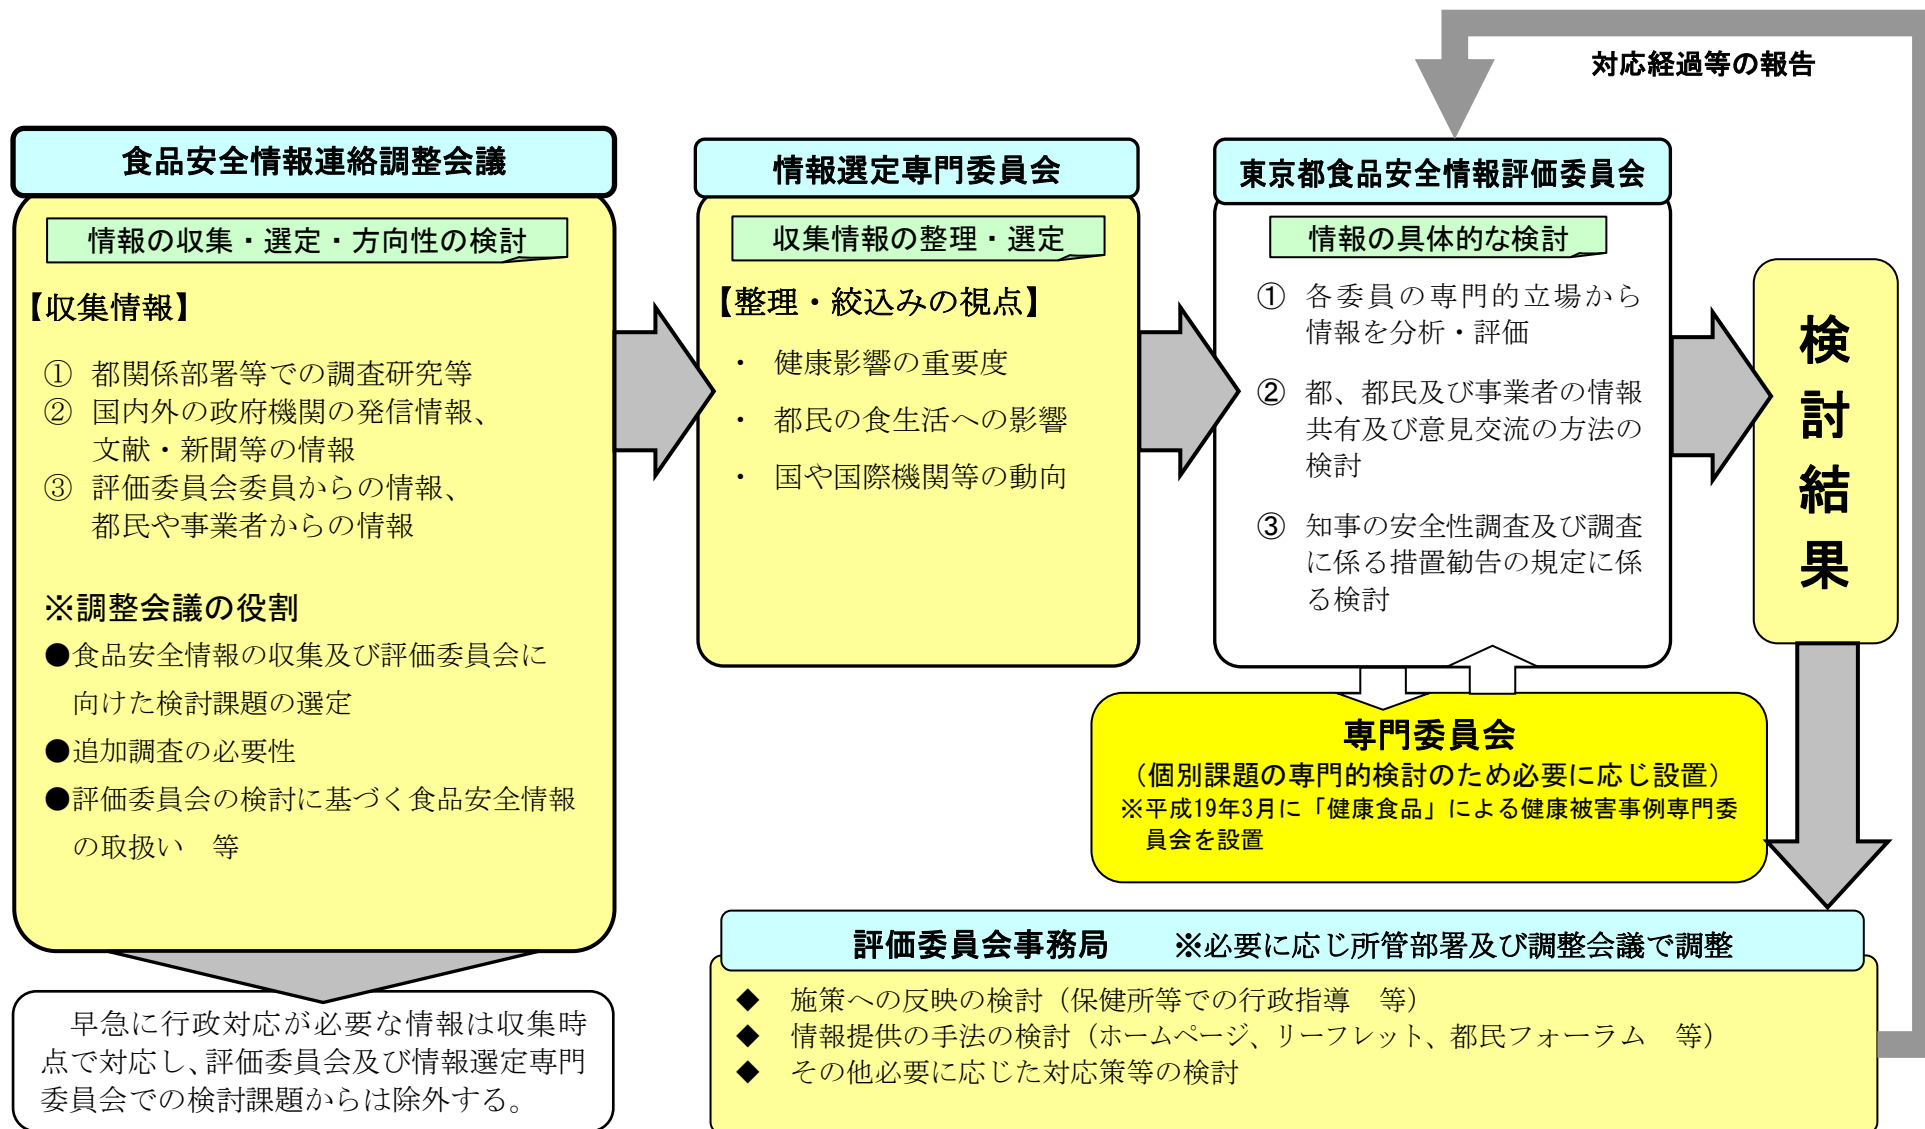 対応経過等の報告
食品安全情報連絡調整会議
情報の収集・選定・方向性の検討
【収集情報】
① 都関係部署等での調査研究等
② 国内外の政府機関の発信情報、
文献・新聞等の情報
③ 評価委員会委員からの情報、
都民や事業者からの情報
※調整会議の役割
●食品安全情報の収集及び評価委員会に
向けた検討課題の選定
●追加調査の必要性
●評価委員会の検討に基づく食品安全情報
の取扱い 等
早急に行政対応が必要な情報は収集時
点で対応し、評価委員会及び情報選定専門
委員会での検討課題からは除外する。
情報選定専門委員会
収集情報の整理・選定
【整理・絞込みの視点】
・ 健康影響の重要度
・ 都民の食生活への影響
・ 国や国際機関等の動向
東京都食品安全情報評価委員会
情報の具体的な検討
① 各委員の専門的立場から
情報を分析・評価
② 都、都民及び事業者の情報
共有及び意見交流の方法の
検討
③ 知事の安全性調査及び調査
に係る措置勧告の規定に係
る検討
専門委員会
（個別課題の専門的検討のため必要に応じ設置）
※平成19年3月に「健康食品」による健康被害事例専門委
員会を設置
検討結果
評価委員会事務局 ※必要に応じ所管部署及び調整会議で調整
◆ 施策への反映の検討（保健所等での行政指導 等）
◆ 情報提供の手法の検討（ホームページ、リーフレット、都民フォーラム 等）
◆ その他必要に応じた対応策等の検討